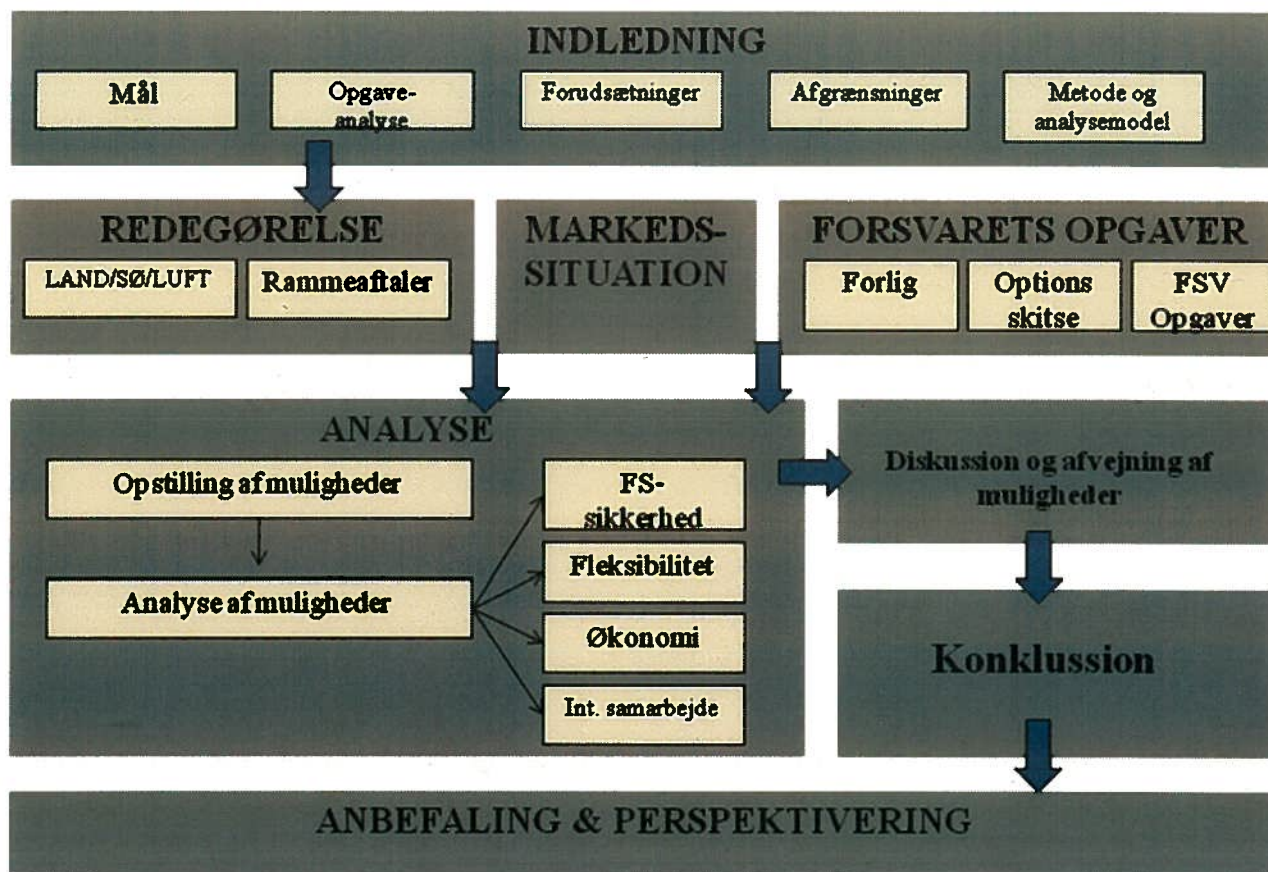 INDLEDNING
Mål
Opgave-
analyse
Forudsætninger
Afgrænsninger
Metode og
analysemodel
REDEGØRELSE
LAND/SØ/LUFT
Rammeaftaler
MARKEDS-
SITUATION
FORSVARETS OPGAVER
Forlig
Options
skitse
FSV
Opgaver
ANALYSE
Opstilling af muligheder
Analyse af muligheder
FS-
sikkerhed
Fleksibilitet
Økonomi
Int. samarbejde
Diskussion og afvejning af
muligheder
Konklussion
ANBEFALING & PERSPEKTIVERING